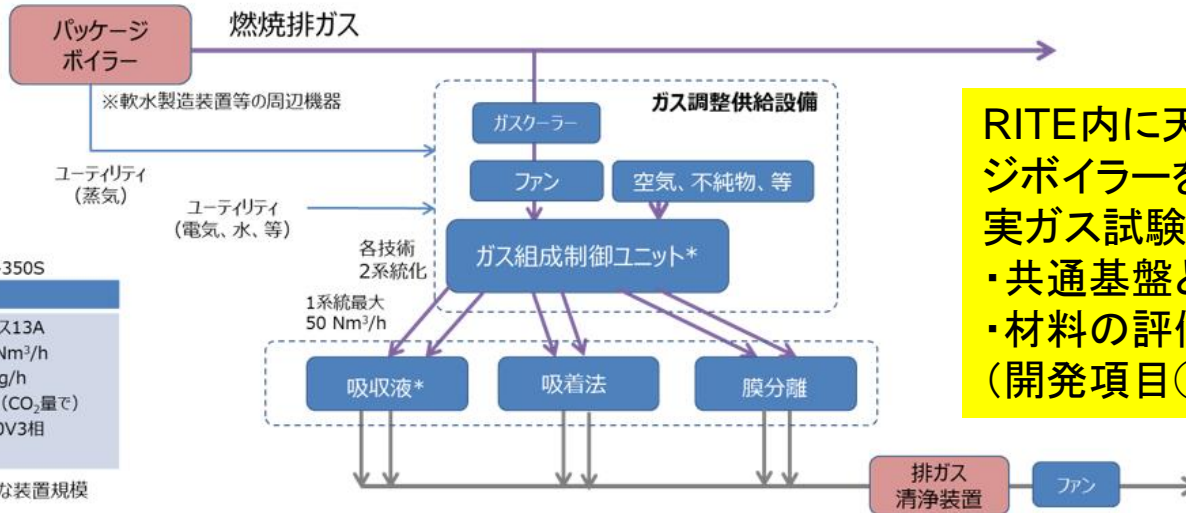 パッケージ
ボイラー
燃焼排ガス
※軟水製造装置等の周辺機器
ガス調整供給設備
ガスクーラー
ファン
空気、不純物、等
ユーティリティ
(蒸気)
ユーティリティ
(電気、水、等)
各技術
2系統化
ガス組成制御ユニット*
1系統最大
50 Nm³/h
吸収液*
吸着法
膜分離
排ガス
清浄装置
ファン
-350S
ス13A
Nm³/h
g/h
(CO₂量で)
0V3相
な装置規模
RITE内に天
ジボイラーを
実ガス試験
・共通基盤と
・材料の評価
(開発項目